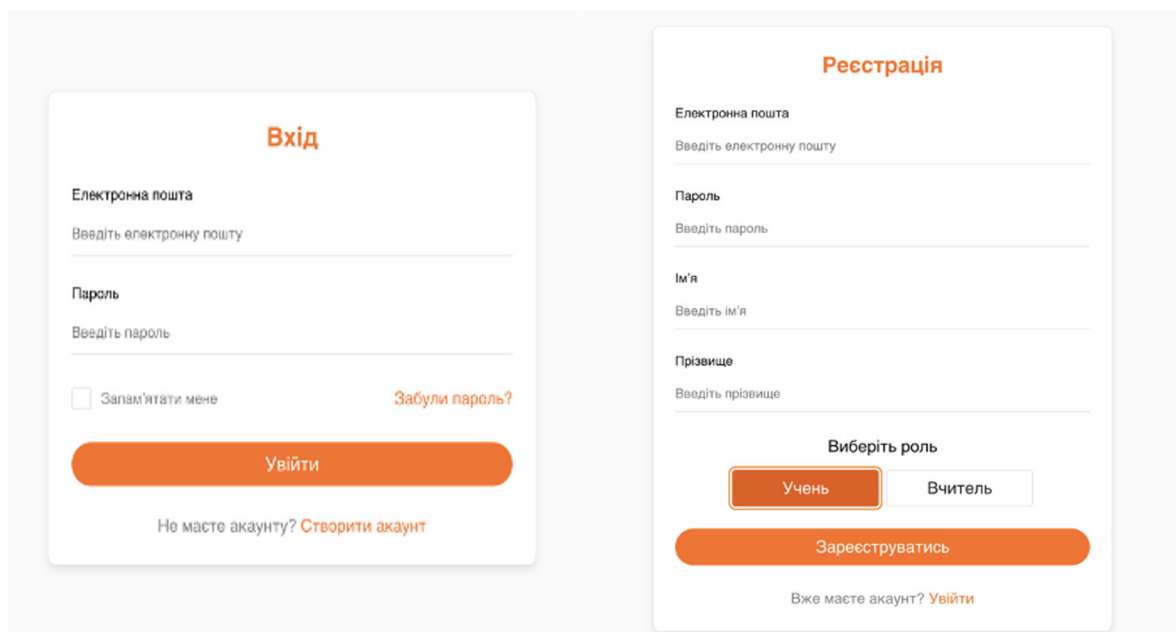 Вхід
Електронна пошта
Введіть електронну пошту
Пароль
Введіть пароль
Запам'ятати мене
Забули пароль?
Увійти
Не маєте акаунту? Створити акаунт
Реєстрація
Електронна пошта
Введіть електронну пошту
Пароль
Введіть пароль
Ім'я
Введіть ім'я
Прізвище
Введіть прізвище
Виберіть роль
Учень
Вчитель
Зареєструватись
Вже маєте акаунт? Увійти